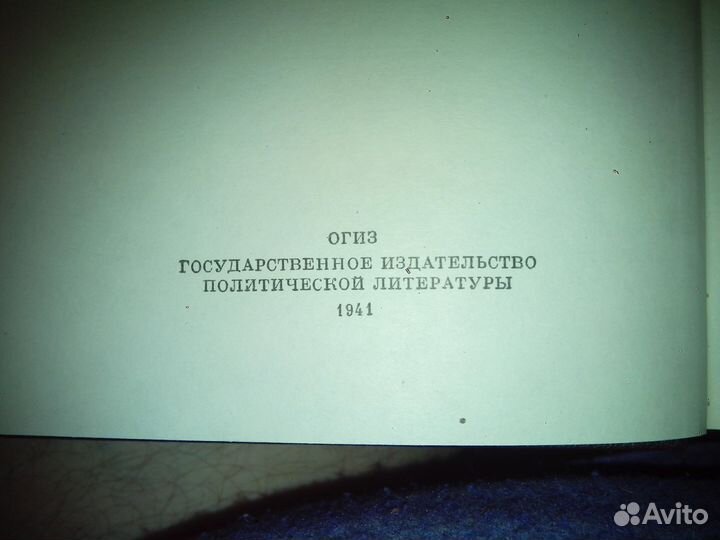 ОГИЗ
ГОСУДАРСТВЕННОЕ ИЗДАТЕЛЬСТВО
ПОЛИТИЧЕСКОЙ ЛИТЕРАТУРЫ
1941
Avito